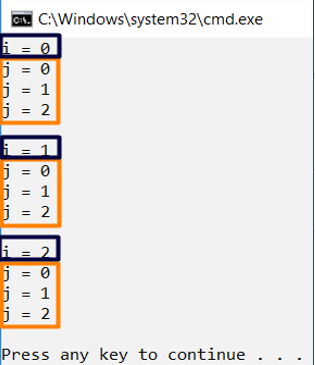 C:\Windows\system32\cmd.exe
i = 0
j = 0
j = 1
j = 2
i = 1
j = 0
j = 1
j = 2
i = 2
j = 0
j = 1
j = 2
Press any key to continue . . .